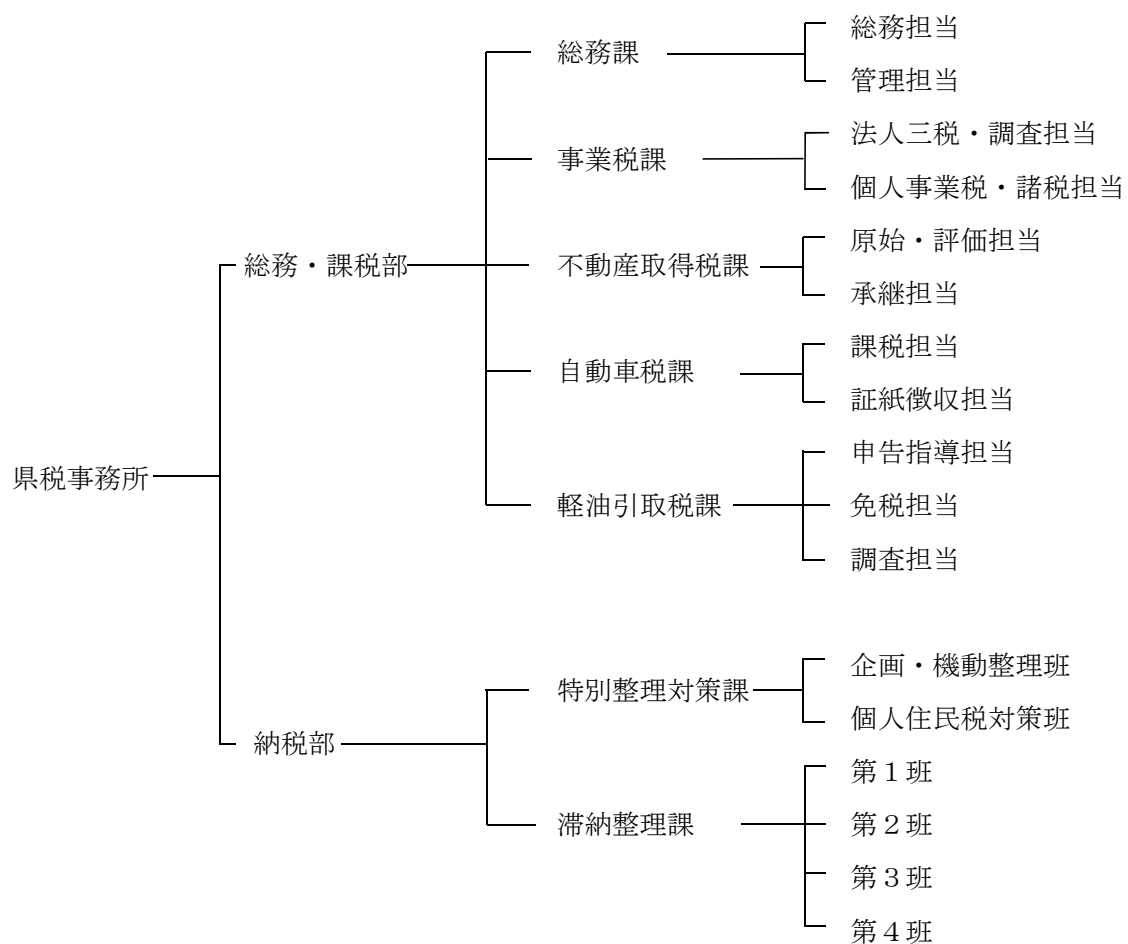 総務担当
総務課
管理担当
法人三税・調査担当
事業税課
個人事業税・諸税担当
原始・評価担当
総務・課税部
不動産取得税課
承継担当
課税担当
自動車税課
証紙徴収担当
県税事務所
申告指導担当
軽油引取税課
免税担当
調査担当
企画・機動整理班
特別整理対策課
個人住民税対策班
納税部
第１班
滞納整理課
第２班
第３班
第４班